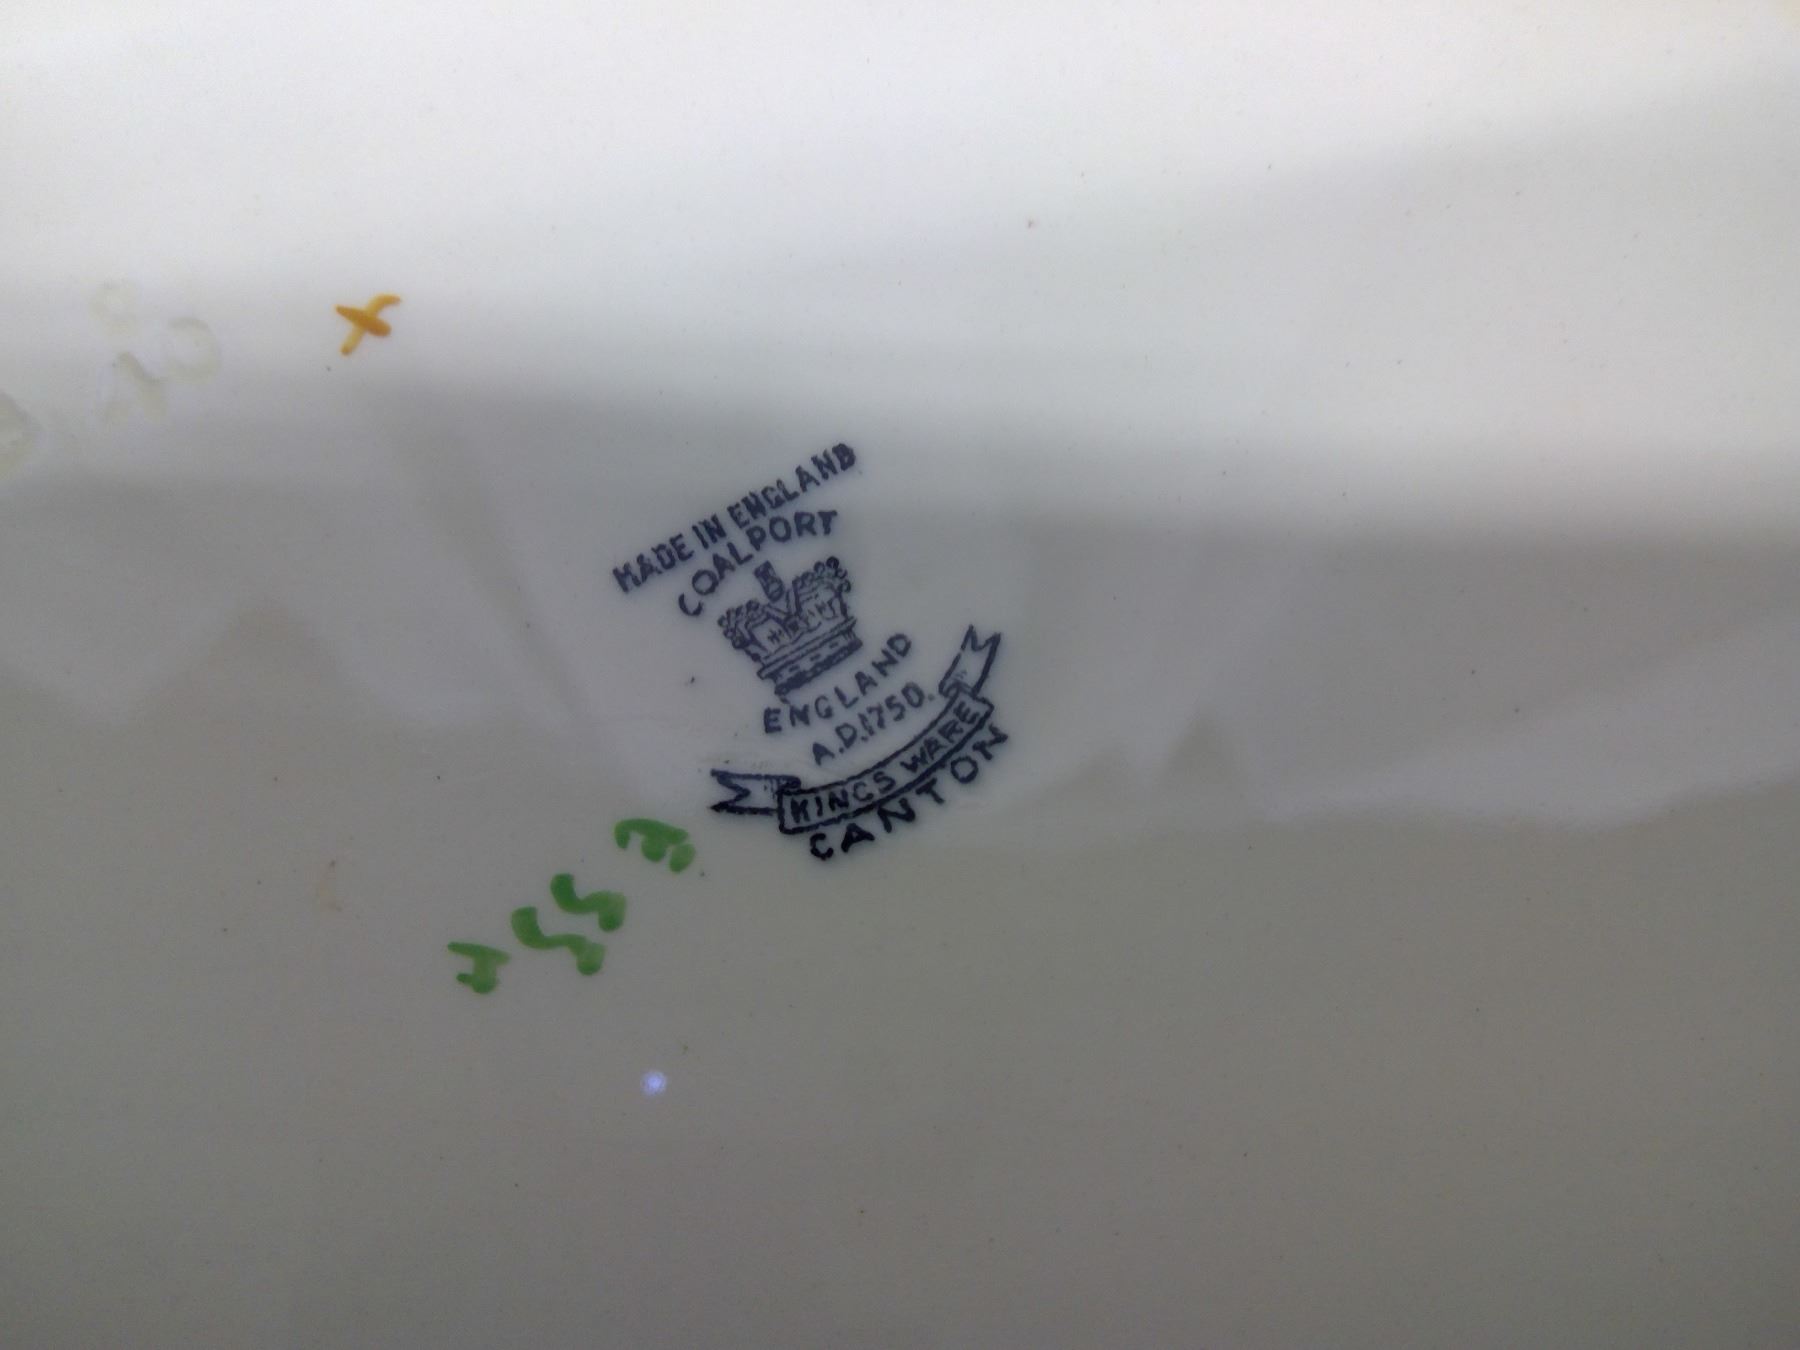 MADE IN ENGLAND
COALPORT
ENGLAND
A.D.1750.
KINGS WARE
CANTON